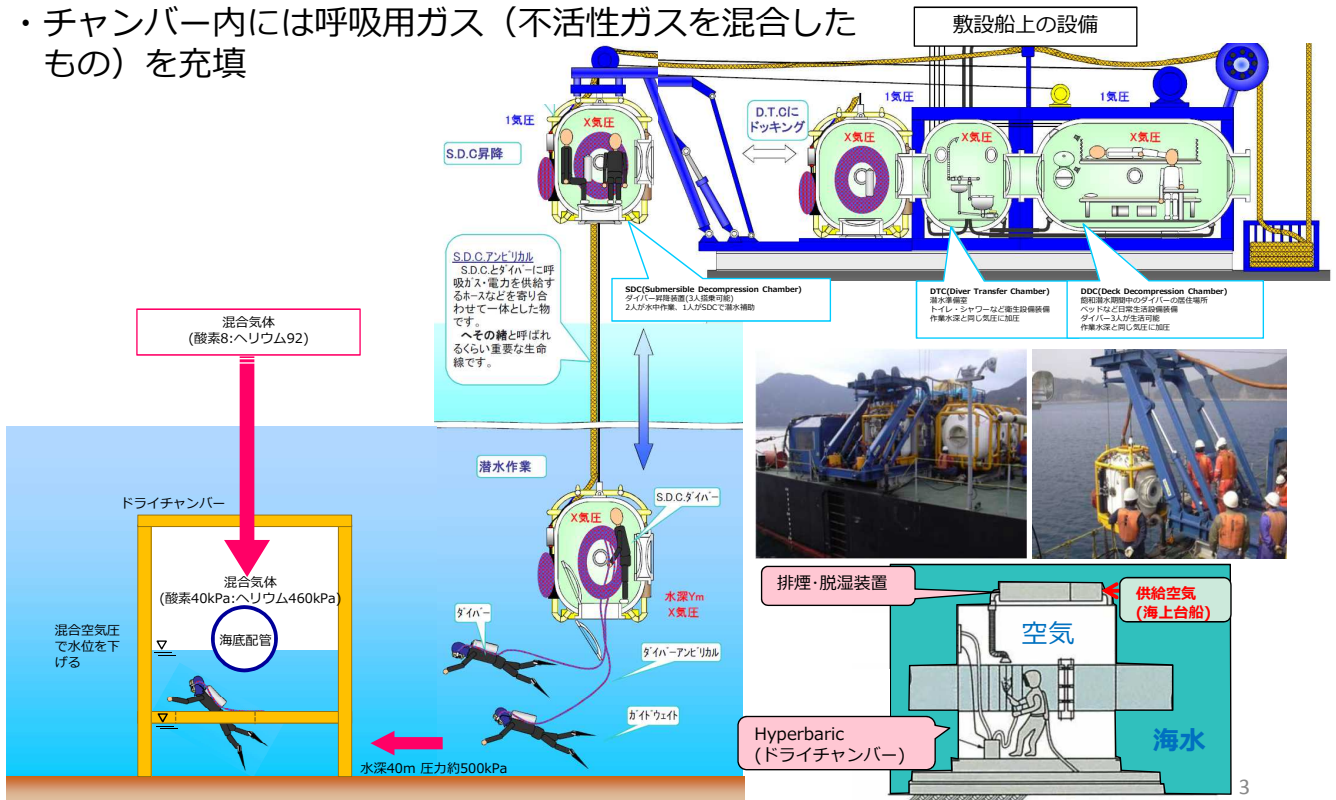 ・チャンバー内には呼吸用ガス（不活性ガスを混合した
もの）を充填
敷設船上の設備
1気圧
X気圧
S.D.C昇降
D.T.Cに
ドッキング
1気圧
X気圧
X気圧
1気圧
X気圧
S.D.C.アンビリカル
S.D.C.とダイバーに呼
吸ガス・電力を供給す
るホースなどを寄り合
わせて一体とした物
です。
へその緒と呼ばれ
るくらい重要な生命
線です。
SDC(Submersible Decompression Chamber)
ダイバー昇降装置(3人搭乗可能)
2人が水中作業、1人がSDCで潜水補助
DTC(Diver Transfer Chamber)
潜水準備室
トイレ・シャワーなど衛生設備装備
作業水深と同じ気圧に加圧
DDC(Deck Decompression Chamber)
飽和潜水期間中のダイバーの居住場所
ベッドなど日常生活設備装備
ダイバー3人が生活可能
作業水深と同じ気圧に加圧
混合気体
(酸素8:ヘリウム92)
ドライチャンバー
混合気体
(酸素40kPa:ヘリウム460kPa)
海底配管
混合空気圧
で水位を下
げる
潜水作業
S.D.C.ダイバー
X気圧
水深Ym
X気圧
ダイバー
ダイバーアンビリカル
ガイドウェイト
水深40m 圧力約500kPa
排煙・脱湿装置
供給空気
(海上台船)
空気
Hyperbaric
(ドライチャンバー)
海水
3